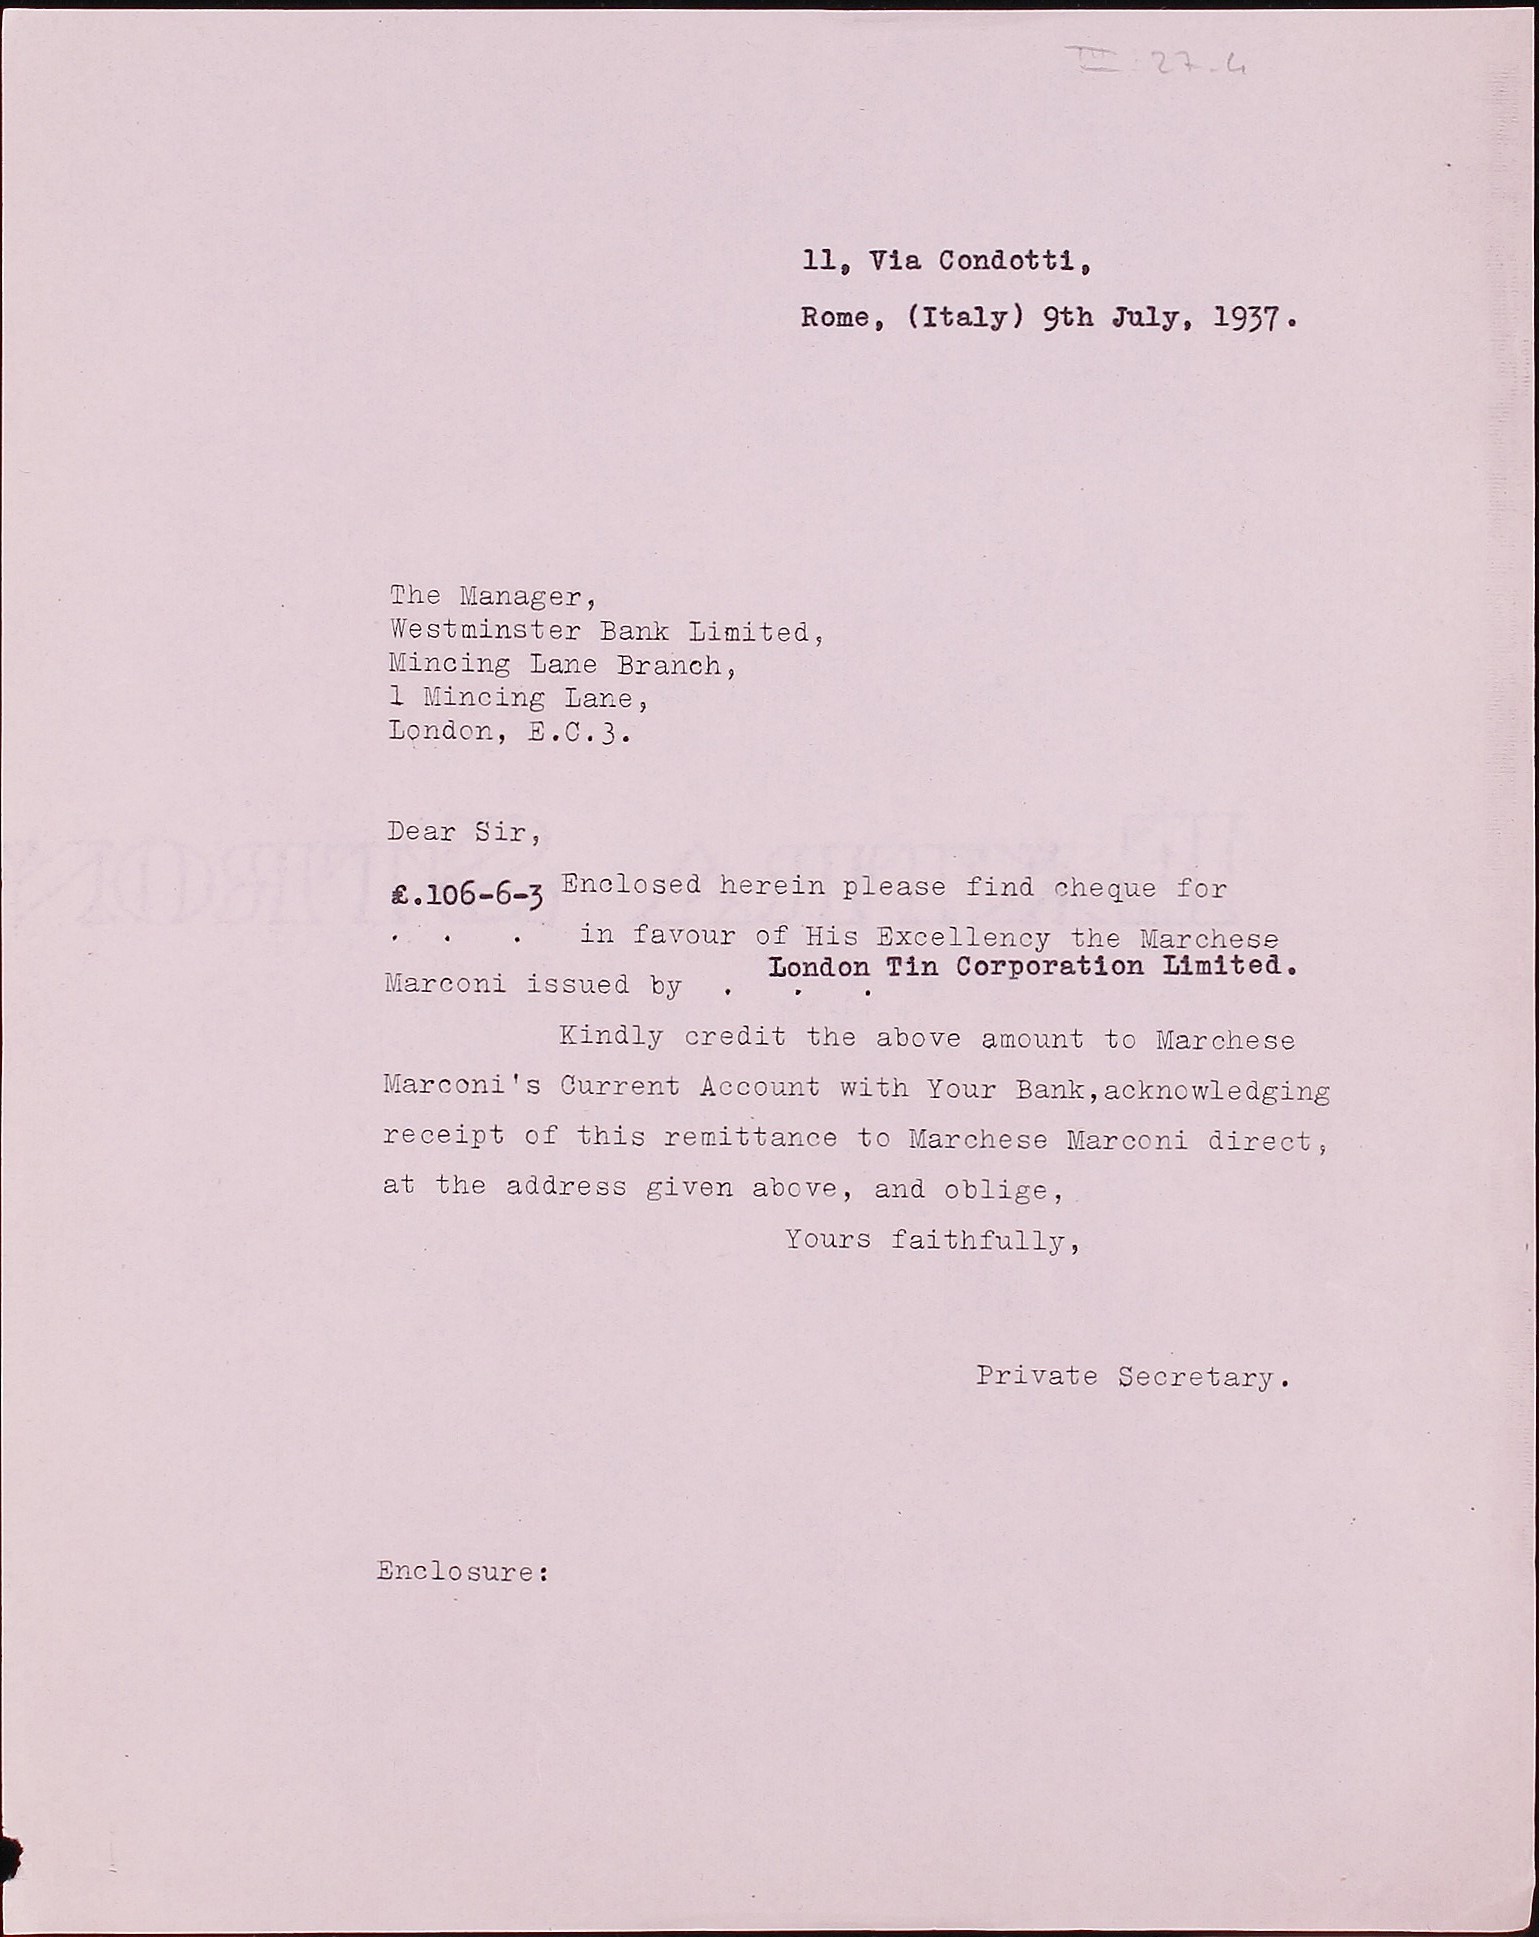 III. 27-4
11, Via Condotti,
Rome, (Italy) 9th July, 1937.
The Manager,
Westminster Bank Limited,
Mincing Lane Branch,
1 Mincing Lane,
London, E.C.3.
Dear Sir,
Enclosed herein please find cheque for
£.106-6-3
. . . in favour of His Excellency the Marchese
London Tin Corporation Limited.
Marconi issued by . . .
Kindly credit the above amount to Marchese
Marconi's Current Account with Your Bank,acknowledging
receipt of this remittance to Marchese Marconi direct,
at the address given above, and oblige,
Yours faithfully,
Private Secretary.
Enclosure: